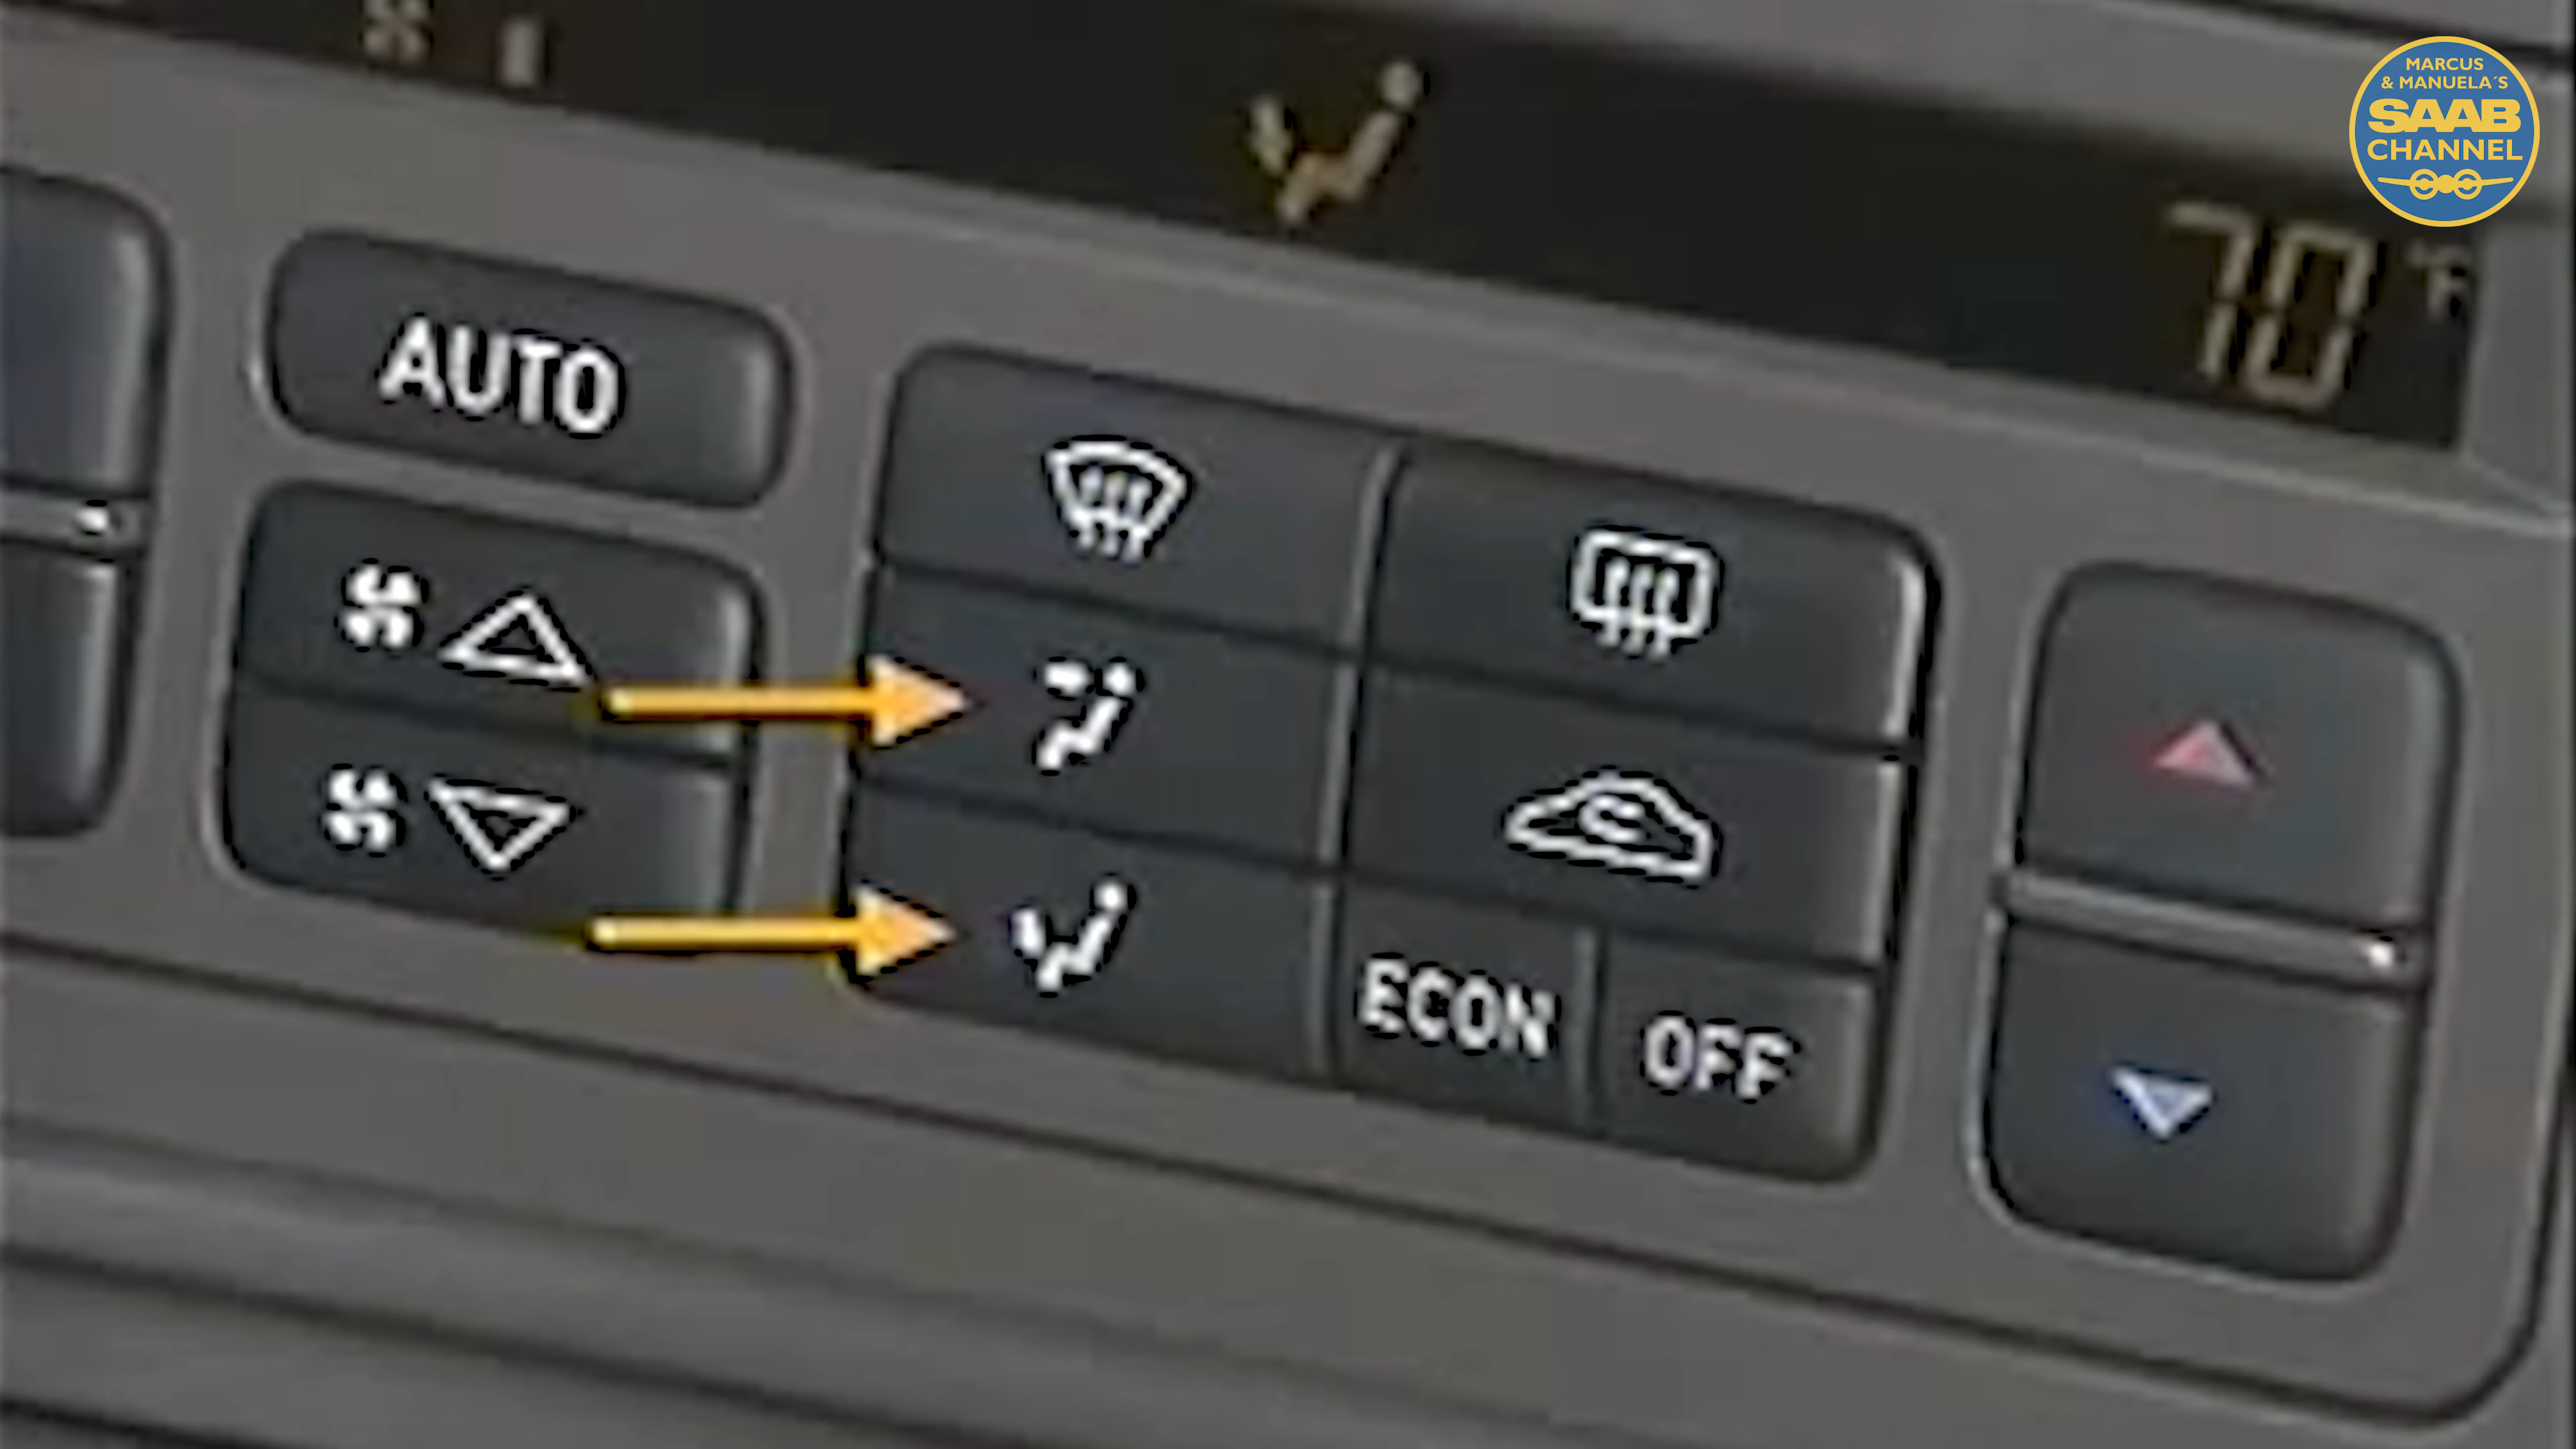 MARCUS
& MANUELA´S
SAAB
CHANNEL
70 °F
AUTO
ECON
OFF